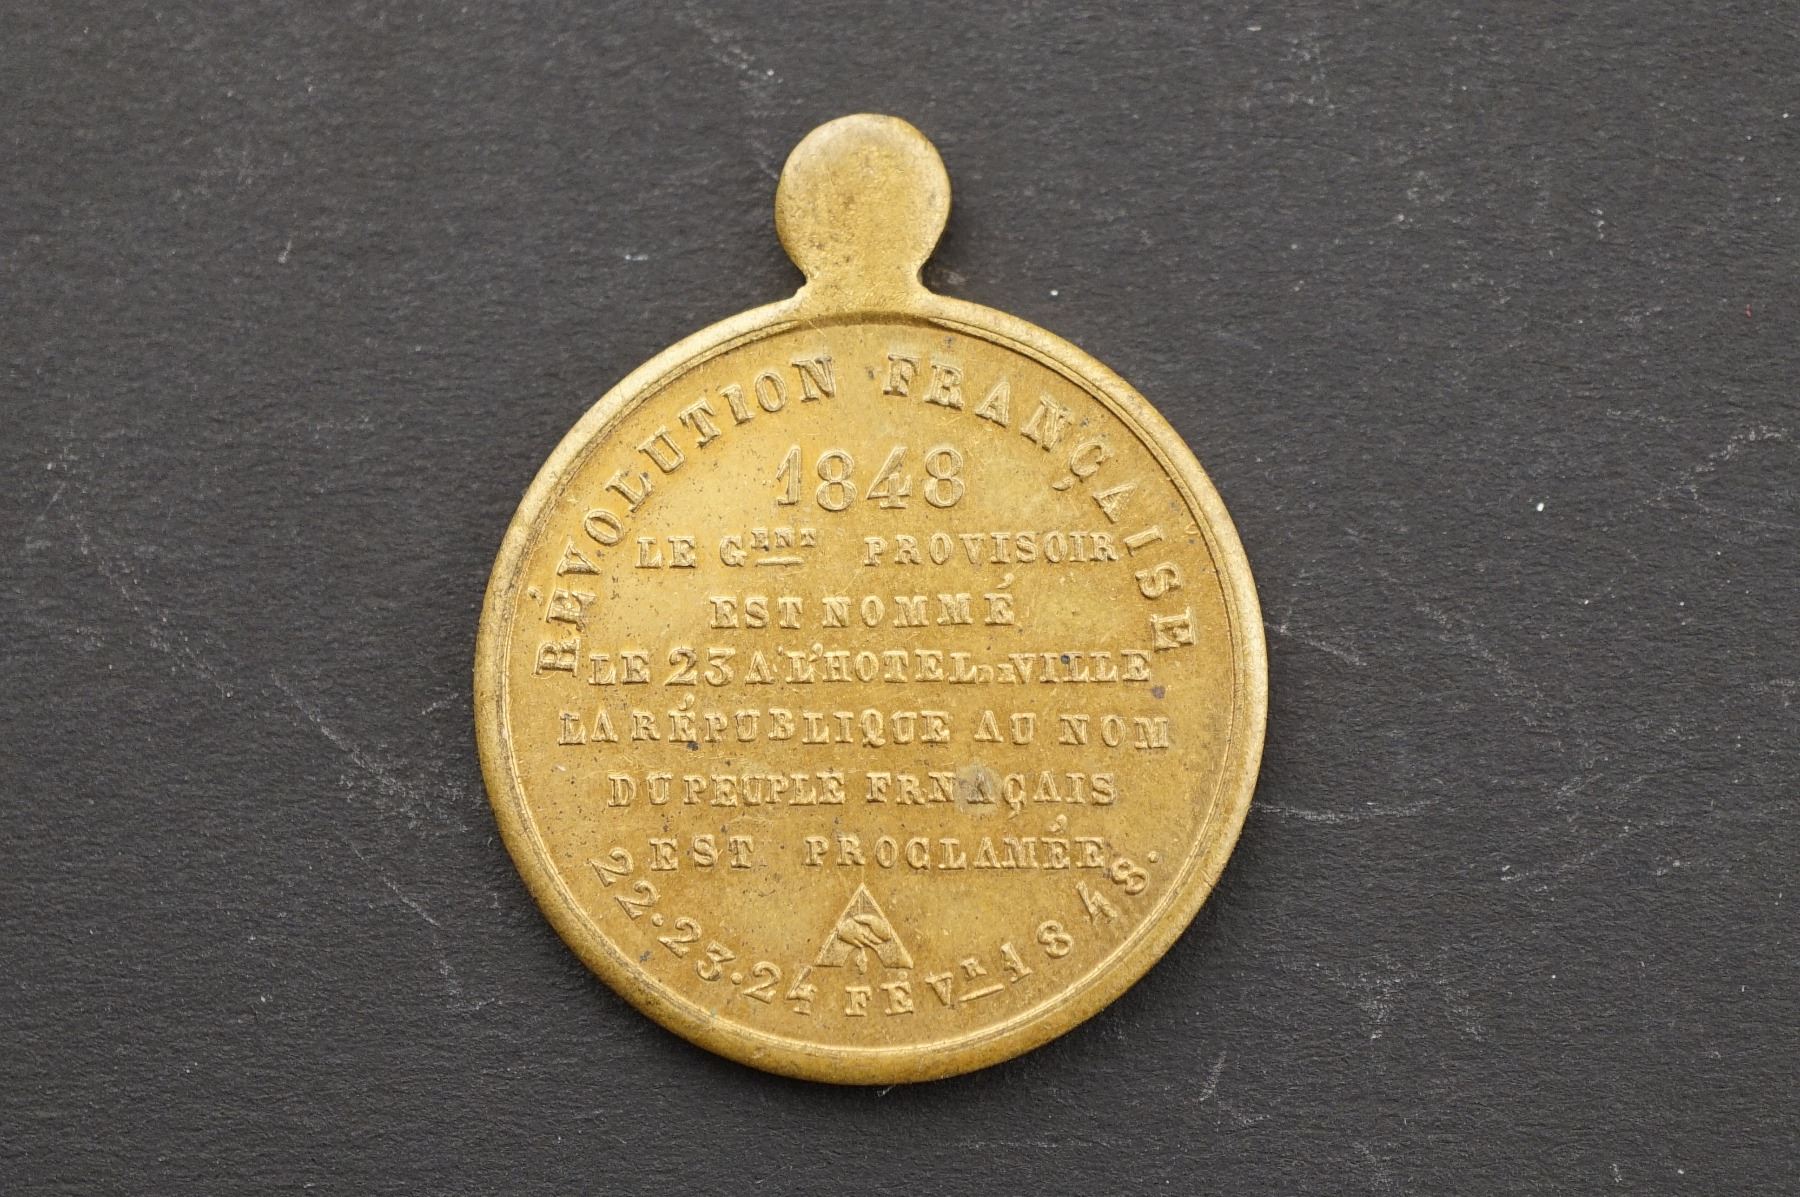 RÉVOLUTION FRANÇAISE
1848
LE GENT PROVISOIR
EST NOMMÉ
LE 23 A L'HOTEL DE VILLE
LA RÉPUBLIQUE AU NOM
DU PEUPLE FRNAÇAIS
EST PROCLAMÉE
22.23.24 FÉVR 1848.